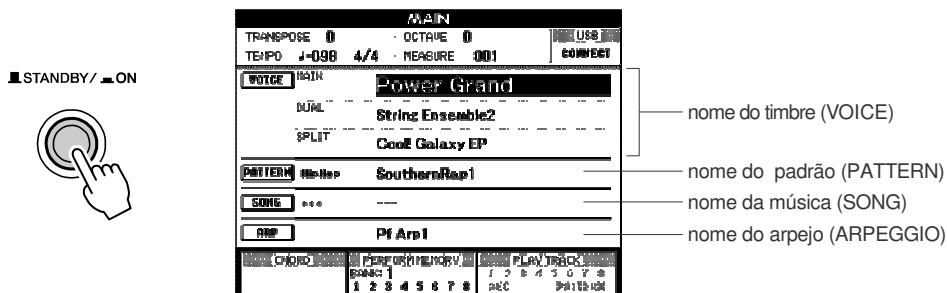 STANDBY/ ON
MAIN
TRANSPOSE 0 · OCTAVE 0 USB
TEMPO ♩=098 4/4 · MEASURE :001 CONNECT
VOICE MAIN Power Grand
DUAL String Ensemble2
SPLIT Cool! Galaxy EP
nome do timbre (VOICE)
PATTERN HipHop SouthernRap1
nome do padrão (PATTERN)
SONG *** ---
nome da música (SONG)
ARP Pf Arp1
nome do arpejo (ARPEGGIO)
CHORD PERFORM.MEMORY PLAY TRACK
BANK: 1 1 2 3 4 5 6 7 8
1 2 3 4 5 6 7 8 REC PATTERN